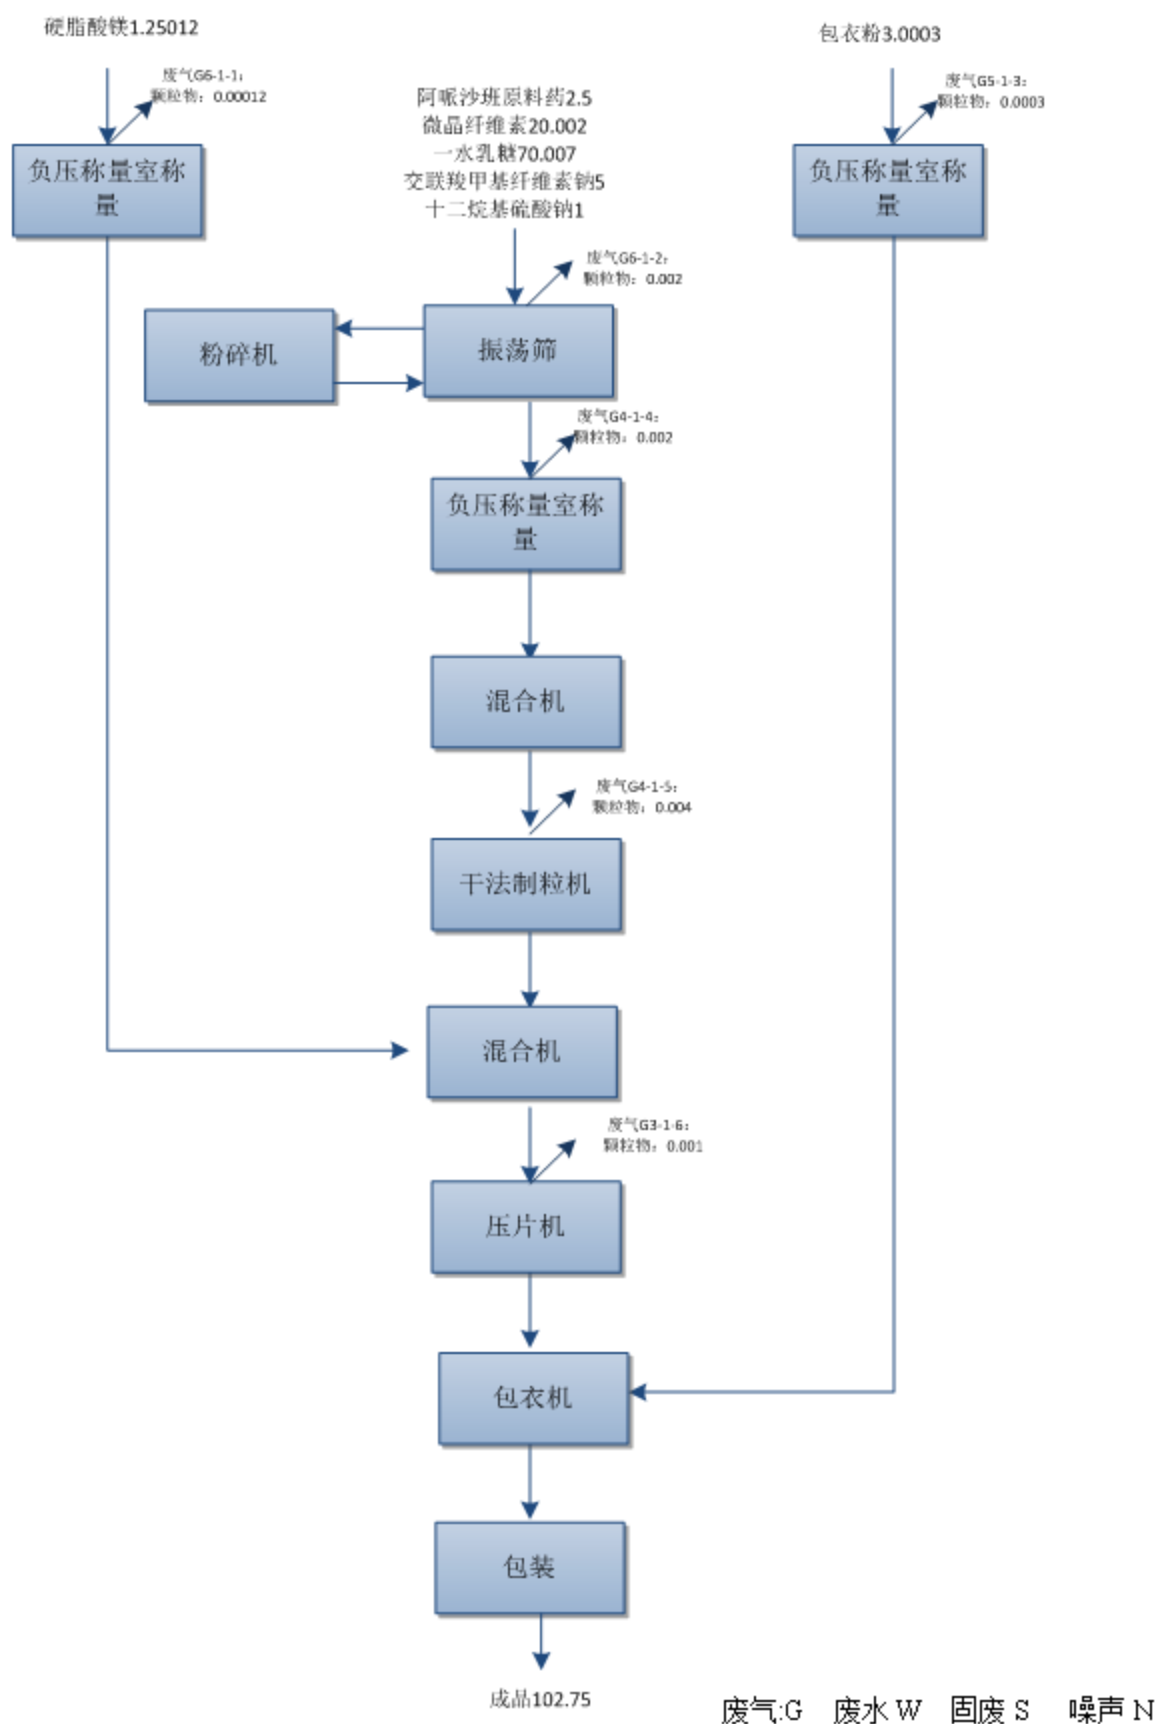 硬脂酸镁1.25012
包衣粉3.0003
废气G6-1-1:
颗粒物：0.00012
废气G5-1-3:
颗粒物：0.0003
阿哌沙班原料药2.5
微晶纤维素20.002
一水乳糖70.007
交联羧甲基纤维素钠5
十二烷基硫酸钠1
负压称量室称
量
负压称量室称
量
废气G6-1-2:
颗粒物：0.002
粉碎机
振荡筛
废气G4-1-4:
颗粒物：0.002
负压称量室称
量
混合机
废气G4-1-5:
颗粒物：0.004
干法制粒机
混合机
废气G3-1-6:
颗粒物：0.001
压片机
包衣机
包装
成品102.75
废气:G 废水 W 固废 S 噪声 N